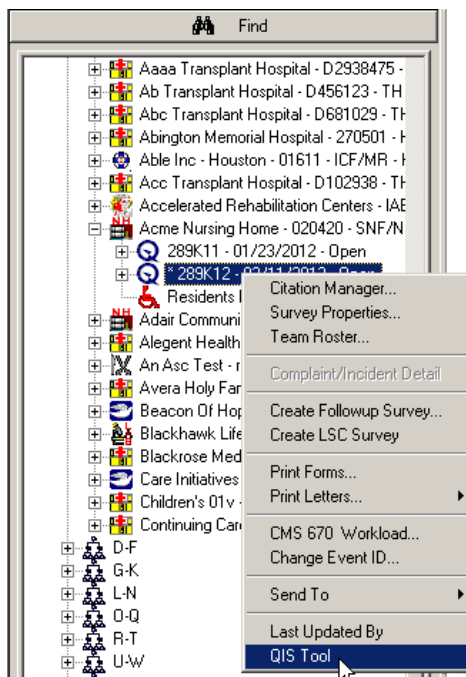 Find
Aaaa Transplant Hospital - D2938475 -
Ab Transplant Hospital - D456123 - TH
Abc Transplant Hospital - D681029 - TH
Abington Memorial Hospital - 270501 - H
Able Inc - Houston - 01611 - ICF/MR - H
Acc Transplant Hospital - D102938 - TH
Accelerated Rehabilitation Centers - IAE
Acme Nursing Home - 020420 - SNF/N
289K11 - 01/23/2012 - Open
* 289K12 - 02/11/2012 - Open
Residents
Adair Communi
Alegent Health
An Asc Test - r
Avera Holy Far
Beacon Of Hop
Blackhawk Life
Blackrose Med
Care Initiatives
Children's 01v -
Continuing Car
D-F
G-K
L-N
O-Q
R-T
U-W
Citation Manager...
Survey Properties...
Team Roster...
Complaint/Incident Detail
Create Followup Survey...
Create LSC Survey
Print Forms...
Print Letters...
CMS 670 Workload...
Change Event ID...
Send To
Last Updated By
QIS Tool